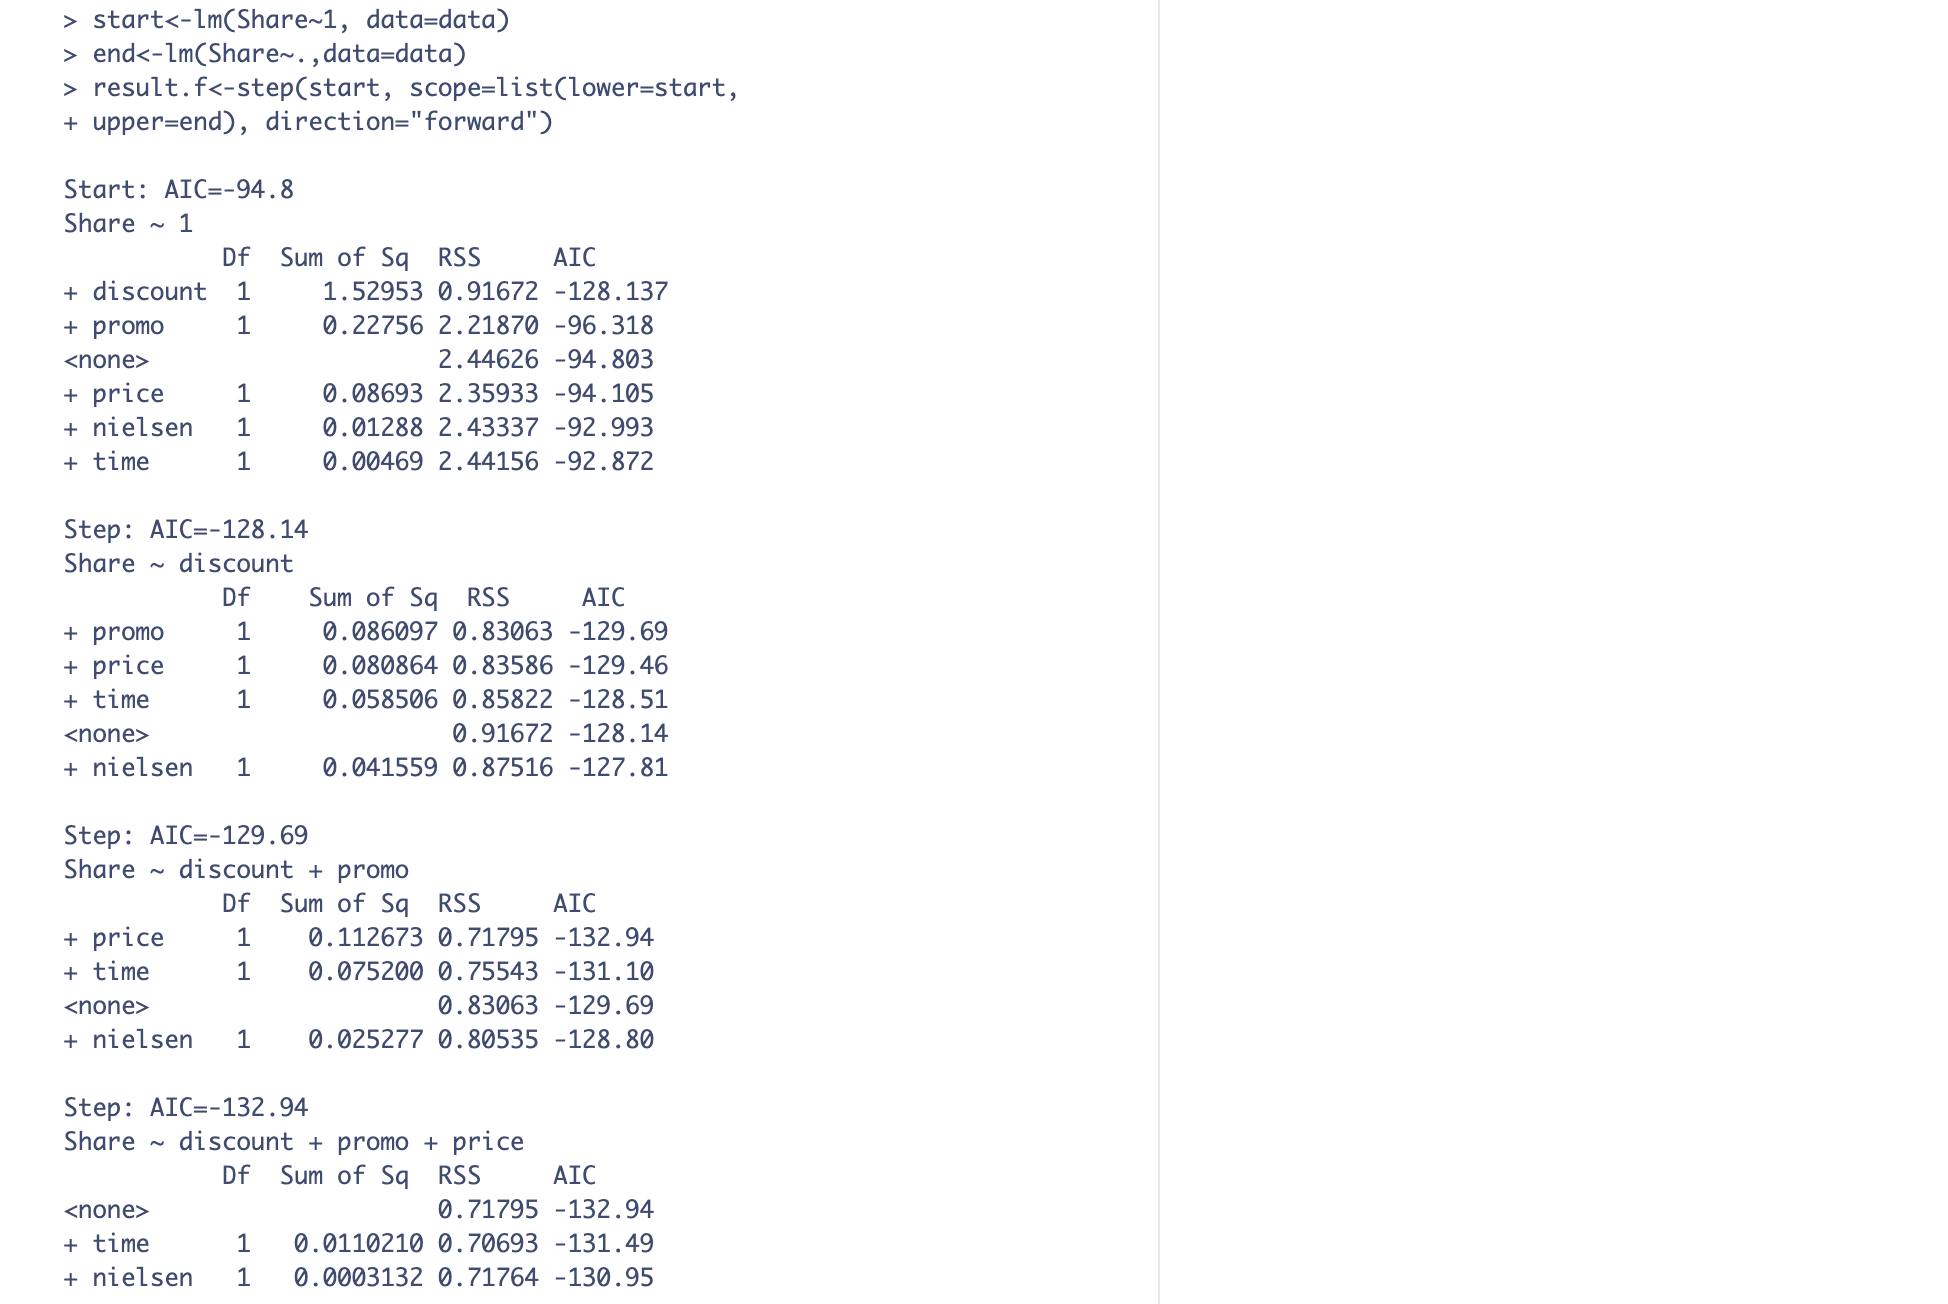 > start<-lm(Share~1, data=data)
> end<-lm(Share~.,data=data)
> result.f<-step(start, scope=list(lower=start,
+ upper=end), direction="forward")
Start: AIC=-94.8
Share ~ 1
Df Sum of Sq RSS AIC
+ discount 1 1.52953 0.91672 -128.137
+ promo 1 0.22756 2.21870 -96.318
<none> 2.44626 -94.803
+ price 1 0.08693 2.35933 -94.105
+ nielsen 1 0.01288 2.43337 -92.993
+ time 1 0.00469 2.44156 -92.872
Step: AIC=-128.14
Share ~ discount
Df Sum of Sq RSS AIC
+ promo 1 0.086097 0.83063 -129.69
+ price 1 0.080864 0.83586 -129.46
+ time 1 0.058506 0.85822 -128.51
<none> 0.91672 -128.14
+ nielsen 1 0.041559 0.87516 -127.81
Step: AIC=-129.69
Share ~ discount + promo
Df Sum of Sq RSS AIC
+ price 1 0.112673 0.71795 -132.94
+ time 1 0.075200 0.75543 -131.10
<none> 0.83063 -129.69
+ nielsen 1 0.025277 0.80535 -128.80
Step: AIC=-132.94
Share ~ discount + promo + price
Df Sum of Sq RSS AIC
<none> 0.71795 -132.94
+ time 1 0.0110210 0.70693 -131.49
+ nielsen 1 0.0003132 0.71764 -130.95